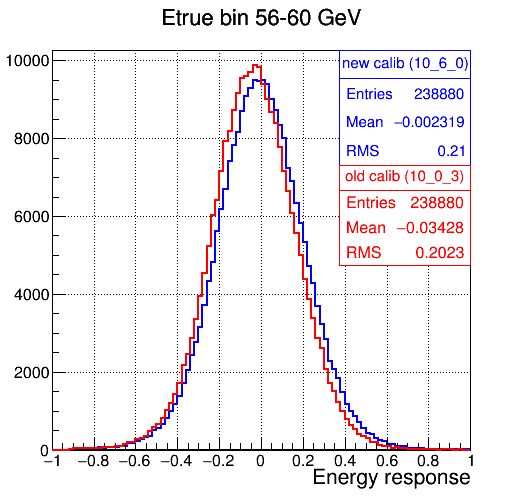 Etrue bin 56-60 GeV
new calib (10_6_0)
Entries 238880
Mean −0.002319
RMS 0.21
old calib (10_0_3)
Entries 238880
Mean −0.03428
RMS 0.2023
10000
8000
6000
4000
2000
0
−1 −0.8 −0.6 −0.4 −0.2 0 0.2 0.4 0.6 0.8 1
Energy response